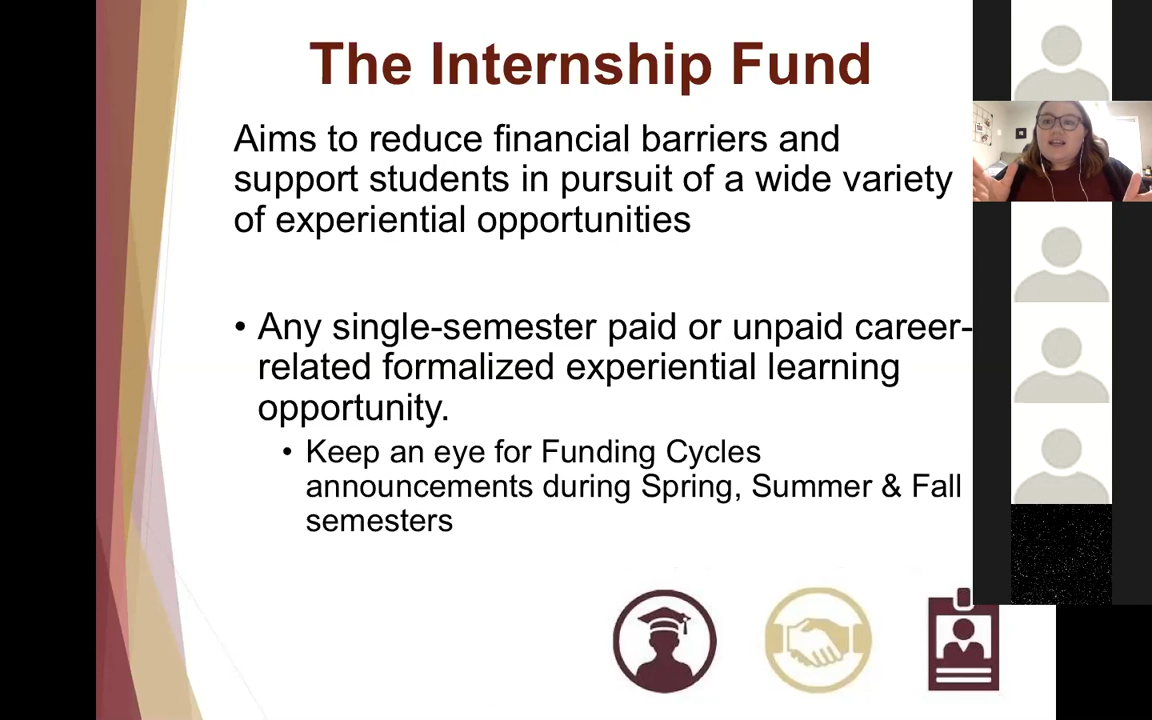 The Internship Fund
Aims to reduce financial barriers and
support students in pursuit of a wide variety
of experiential opportunities
• Any single-semester paid or unpaid career-
related formalized experiential learning
opportunity.
• Keep an eye for Funding Cycles
announcements during Spring, Summer & Fall
semesters